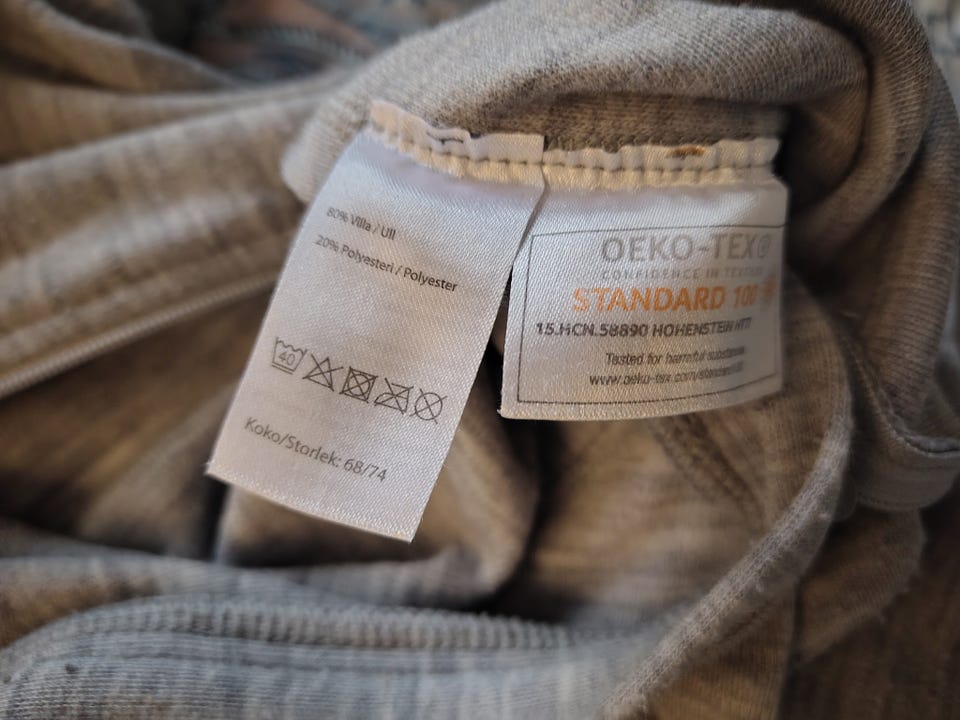 80% Villa / Ull
20% Polyesteri / Polyester
40
Koko/Storlek: 68/74
OEKO-TEX®
CONFIDENCE IN
STANDARD 100
15.HCN.58890 HOHENSTEIN HTTI
Tested for harmful substances
www.oeko-tex.com/standard100